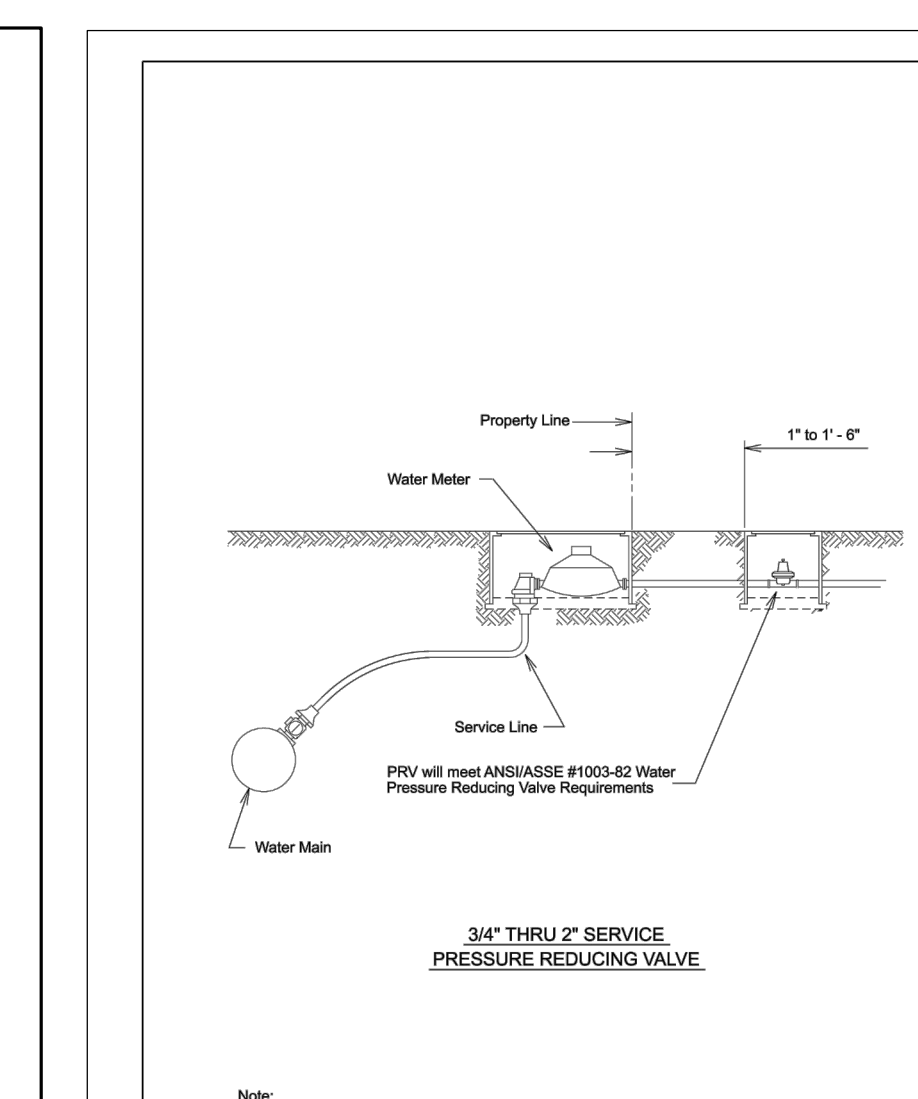 Property Line
1" to 1' - 6"
Water Meter
Service Line
PRV will meet ANSI/ASSE #1003-82 Water
Pressure Reducing Valve Requirements
Water Main
3/4" THRU 2" SERVICE
PRESSURE REDUCING VALVE
Note: